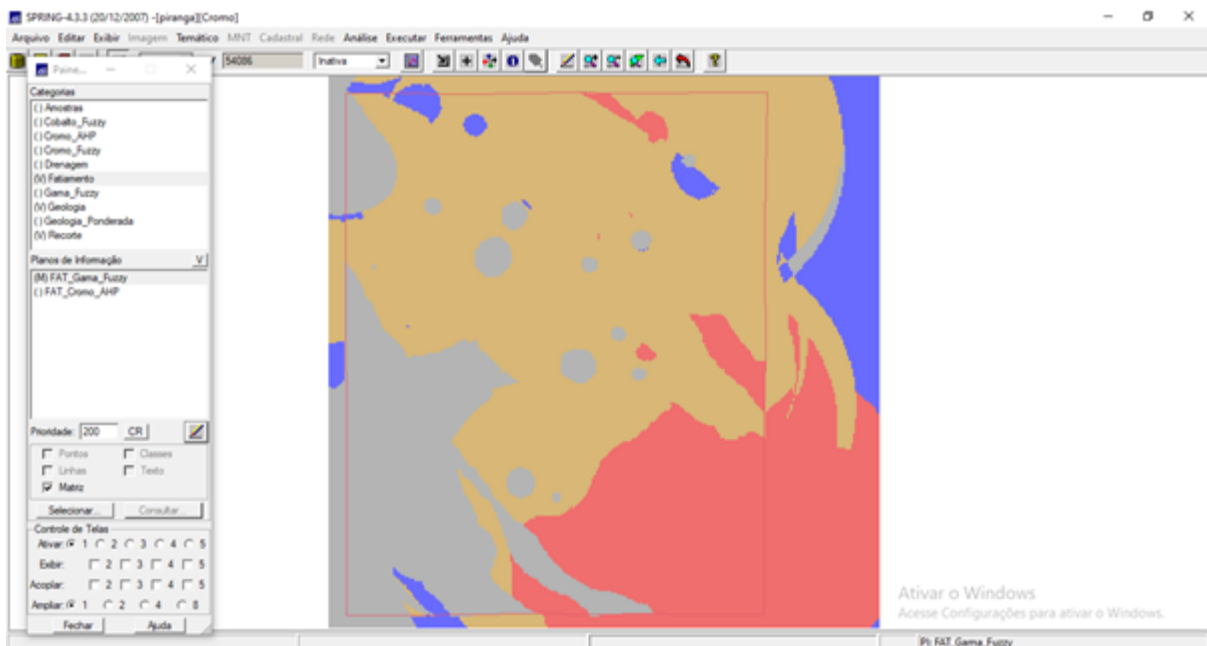 SPRING-4.3.3 (20/12/2007) -[piranga][Cromo]
Arquivo Editar Exibir Imagem Temático MNT Cadastral Rede Análise Executar Ferramentas Ajuda
54086 Inativa
Paine...
Categorias
() Amostras
() Cobalto_Fuzzy
() Cromo_AHP
() Cromo_Fuzzy
() Drenagem
(V) Fatiamento
() Gama_Fuzzy
(V) Geologia
() Geologia_Ponderada
(V) Recorte
Planos de Informação V
(M) FAT_Gama_Fuzzy
() FAT_Cromo_AHP
Prioridade: 200 CR
Pontos Classes
Linhas Texto
Matriz
Selecionar... Consultar...
Controle de Telas
Ativar: 1 2 3 4 5
Exibir: 2 3 4 5
Acoplar: 2 3 4 5
Ampliar: 1 2 4 8
Fechar Ajuda
Ativar o Windows
Acesse Configurações para ativar o Windows.
PI: FAT_Gama_Fuzzy